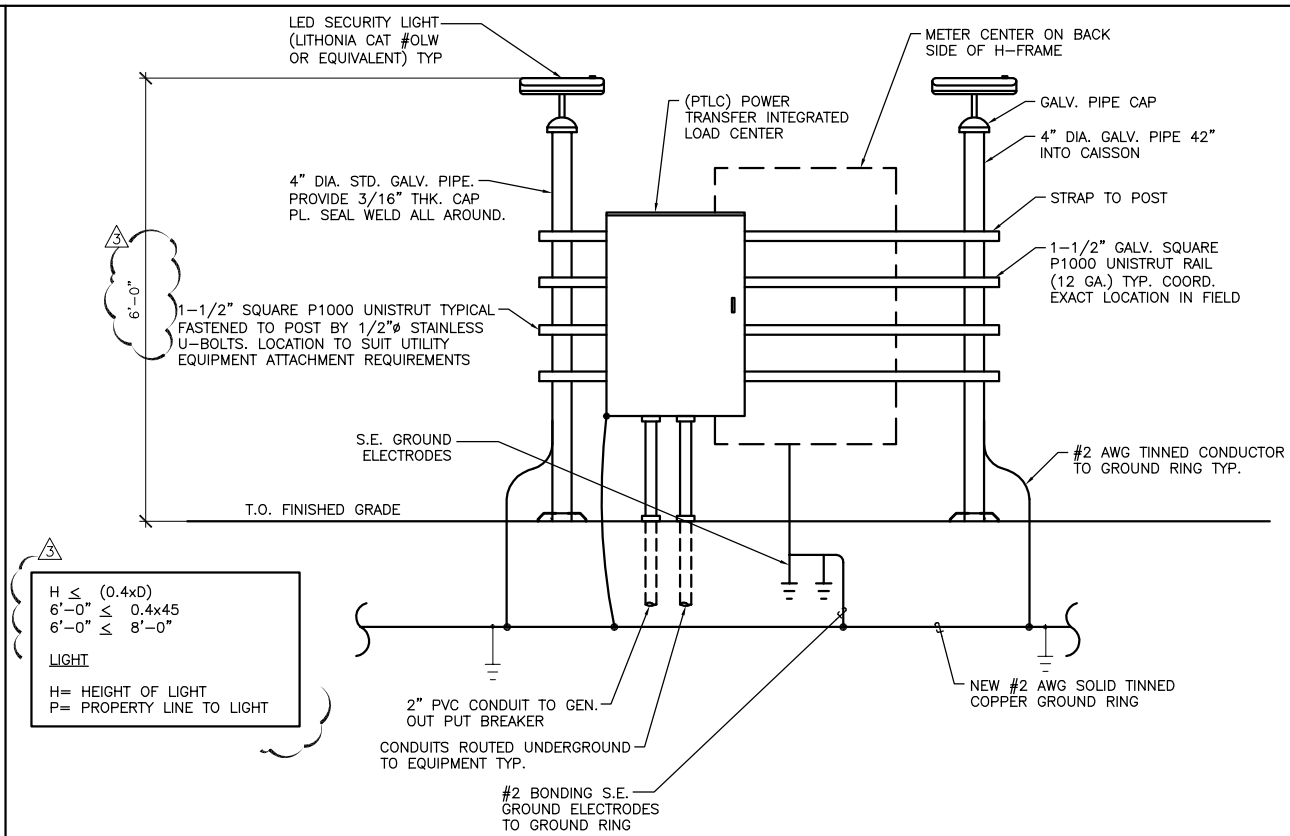 LED SECURITY LIGHT
(LITHONIA CAT #OLW
OR EQUIVALENT) TYP
METER CENTER ON BACK
SIDE OF H-FRAME
(PTLC) POWER
TRANSFER INTEGRATED
LOAD CENTER
GALV. PIPE CAP
4" DIA. GALV. PIPE 42"
INTO CAISSON
4" DIA. STD. GALV. PIPE.
PROVIDE 3/16" THK. CAP
PL. SEAL WELD ALL AROUND.
STRAP TO POST
3
6'-0"
1-1/2" GALV. SQUARE
P1000 UNISTRUT RAIL
(12 GA.) TYP. COORD.
EXACT LOCATION IN FIELD
1-1/2" SQUARE P1000 UNISTRUT TYPICAL
FASTENED TO POST BY 1/2"ø STAINLESS
U-BOLTS. LOCATION TO SUIT UTILITY
EQUIPMENT ATTACHMENT REQUIREMENTS
S.E. GROUND
ELECTRODES
#2 AWG TINNED CONDUCTOR
TO GROUND RING TYP.
T.O. FINISHED GRADE
3
H ≤ (0.4xD)
6'-0" ≤ 0.4x45
6'-0" ≤ 8'-0"
LIGHT
H= HEIGHT OF LIGHT
P= PROPERTY LINE TO LIGHT
NEW #2 AWG SOLID TINNED
COPPER GROUND RING
2" PVC CONDUIT TO GEN.
OUT PUT BREAKER
CONDUITS ROUTED UNDERGROUND
TO EQUIPMENT TYP.
#2 BONDING S.E.
GROUND ELECTRODES
TO GROUND RING